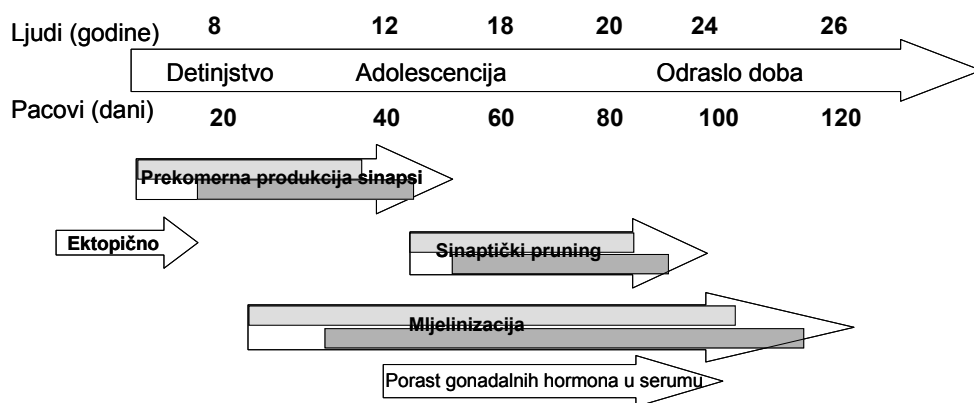 Ljudi (godine) 8 12 18 20 24 26
Detinjstvo Adolescencija Odraslo doba
Pacovi (dani) 20 40 60 80 100 120
Prekomerna produkcija sinapsi
Ektopično
Sinaptički pruning
MIjelinizacija
Porast gonadalnih hormona u serumu